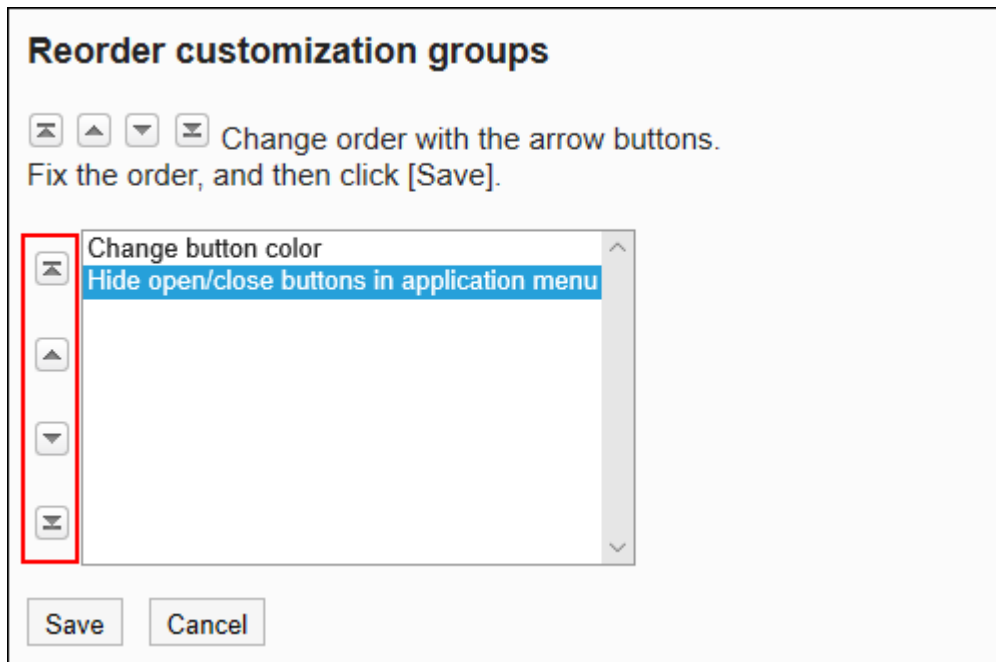 Reorder customization groups
Change order with the arrow buttons.
Fix the order, and then click [Save].
Change button color
Hide open/close buttons in application menu
Save
Cancel